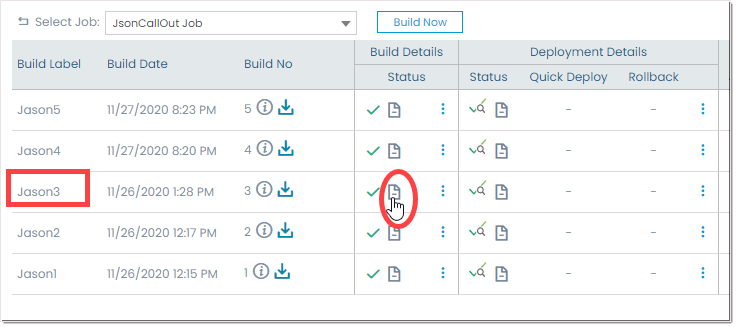 Select Job: JsonCallOut Job Build Now
Build Details Deployment Details
Build Label Build Date Build No Status Status Quick Deploy Rollback
Jason5 11/27/2020 8:23 PM 5 - -
Jason4 11/27/2020 8:20 PM 4 - -
Jason3 11/26/2020 1:28 PM 3 - -
Jason2 11/26/2020 12:17 PM 2 - -
Jason1 11/26/2020 12:15 PM 1 - -